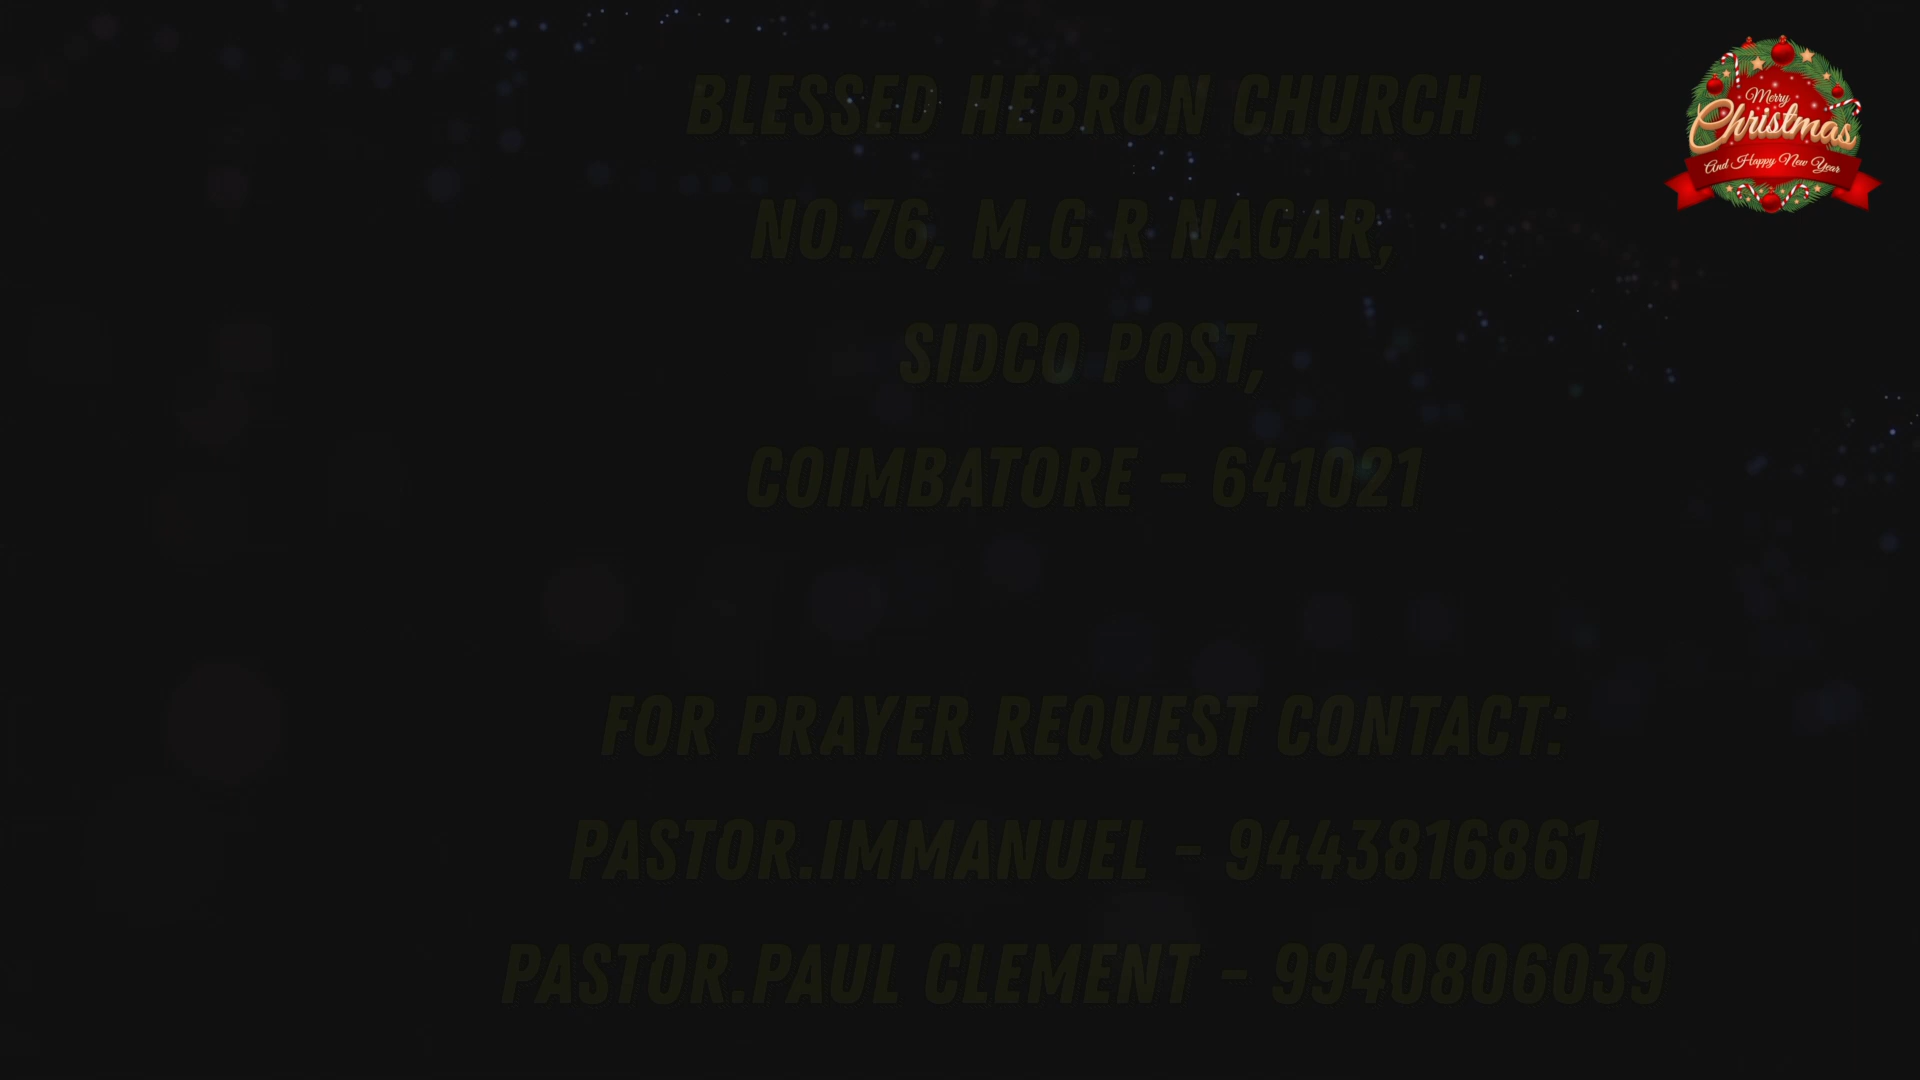 BLESSED HEBRON CHURCH
NO.76, M.G.R NAGAR,
SIDCO POST,
COIMBATORE - 641021
FOR PRAYER REQUEST CONTACT:
PASTOR.IMMANUEL - 9443816861
PASTOR.PAUL CLEMENT - 9940806039
Merry
Christmas
And Happy New Year